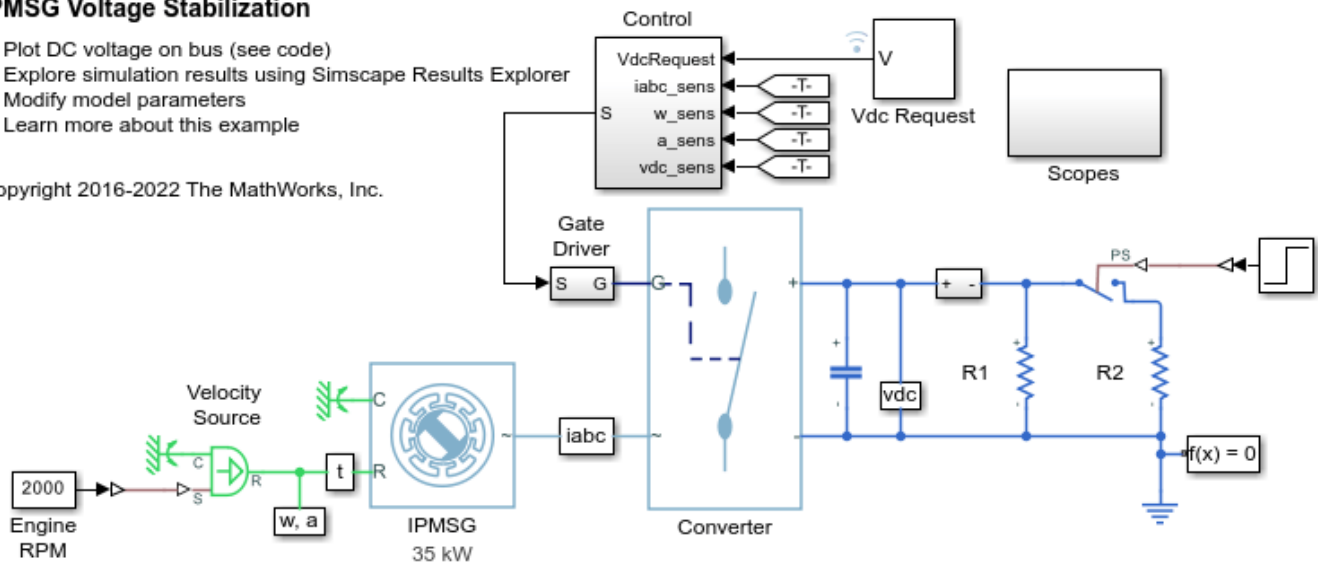 PMSG Voltage Stabilization
Plot DC voltage on bus (see code)
Explore simulation results using Simscape Results Explorer
Modify model parameters
Learn more about this example
opyright 2016-2022 The MathWorks, Inc.
Control
VdcRequest
iabc_sens
w_sens
a_sens
vdc_sens
S
-T-
-T-
-T-
-T-
V
Vdc Request
Scopes
Gate
Driver
S G
G
+
-
~
Converter
+ -
PS
+
-
vdc
R1
+
-
R2
+
-
f(x) = 0
Velocity
Source
C
S
R
2000
Engine
RPM
w, a
t
C
R
~
IPMSG
35 kW
iabc